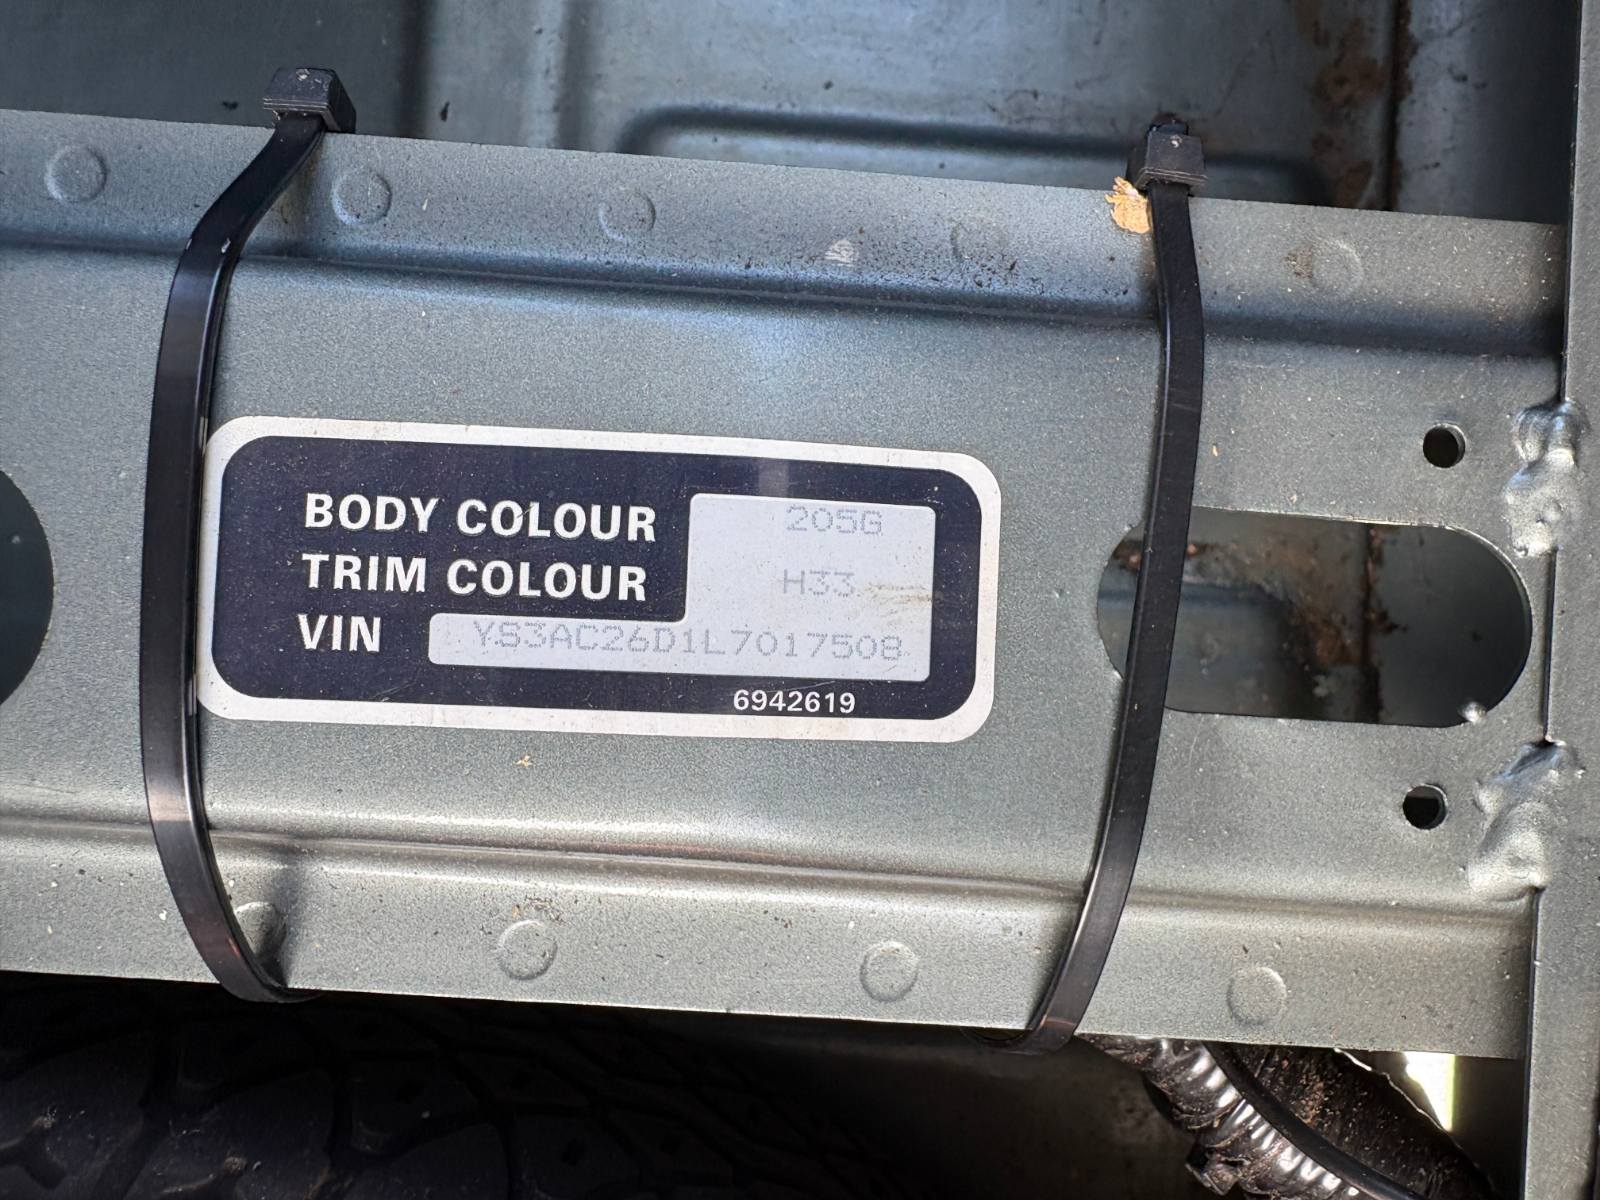 BODY COLOUR 205G
TRIM COLOUR H33
VIN YS3AC26D1L7017508
6942619